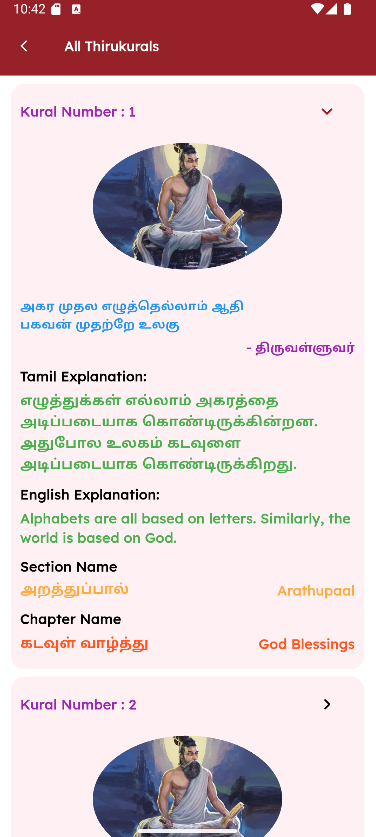 10:42
All Thirukurals
Kural Number : 1
அகர முதல எழுத்தெல்லாம் ஆதி
பகவன் முதற்றே உலகு
- திருவள்ளுவர்
Tamil Explanation:
எழுத்துக்கள் எல்லாம் அகரத்தை
அடிப்படையாக கொண்டிருக்கின்றன.
அதுபோல உலகம் கடவுளை
அடிப்படையாக கொண்டிருக்கிறது.
English Explanation:
Alphabets are all based on letters. Similarly, the
world is based on God.
Section Name
அறத்துப்பால் Arathupaal
Chapter Name
கடவுள் வாழ்த்து God Blessings
Kural Number : 2